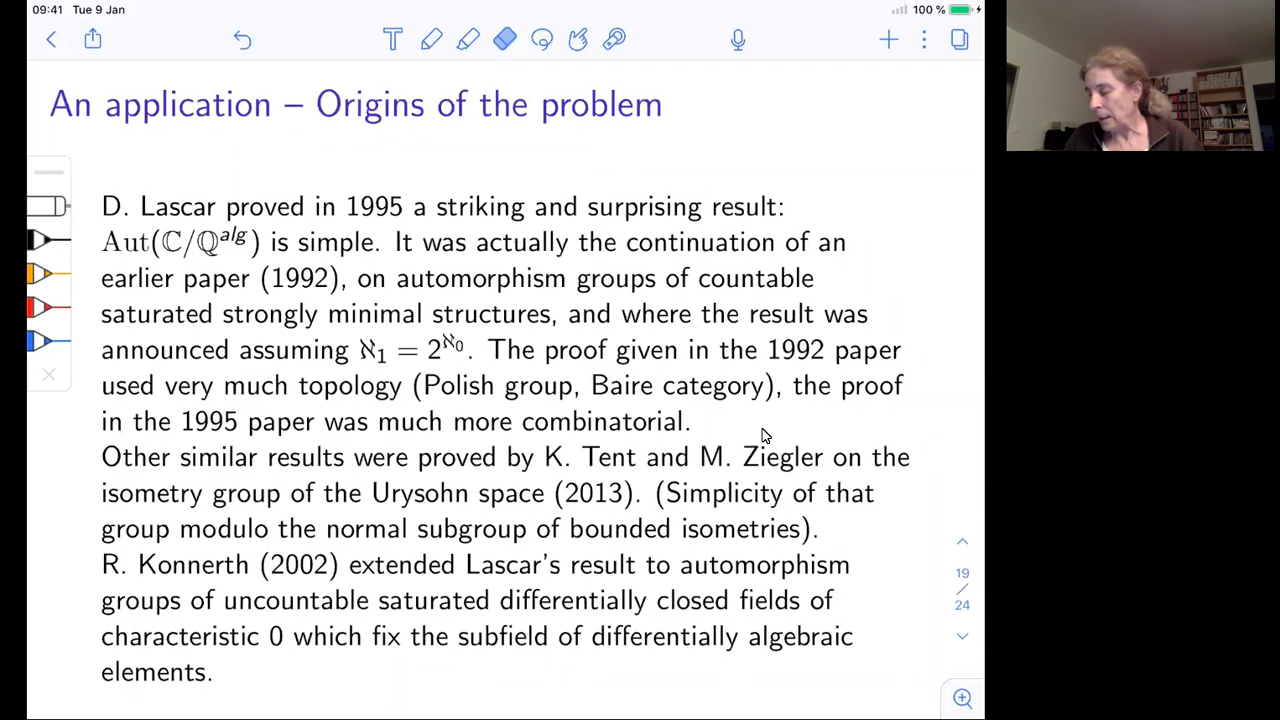 09:41 Tue 9 Jan
100 %
T
An application – Origins of the problem
D. Lascar proved in 1995 a striking and surprising result:
Aut(ℂ/ℚ^alg) is simple. It was actually the continuation of an
earlier paper (1992), on automorphism groups of countable
saturated strongly minimal structures, and where the result was
announced assuming ℵ₁ = 2^ℵ₀. The proof given in the 1992 paper
used very much topology (Polish group, Baire category), the proof
in the 1995 paper was much more combinatorial.
Other similar results were proved by K. Tent and M. Ziegler on the
isometry group of the Urysohn space (2013). (Simplicity of that
group modulo the normal subgroup of bounded isometries).
R. Konnerth (2002) extended Lascar's result to automorphism
groups of uncountable saturated differentially closed fields of
characteristic 0 which fix the subfield of differentially algebraic
elements.
19
/
24